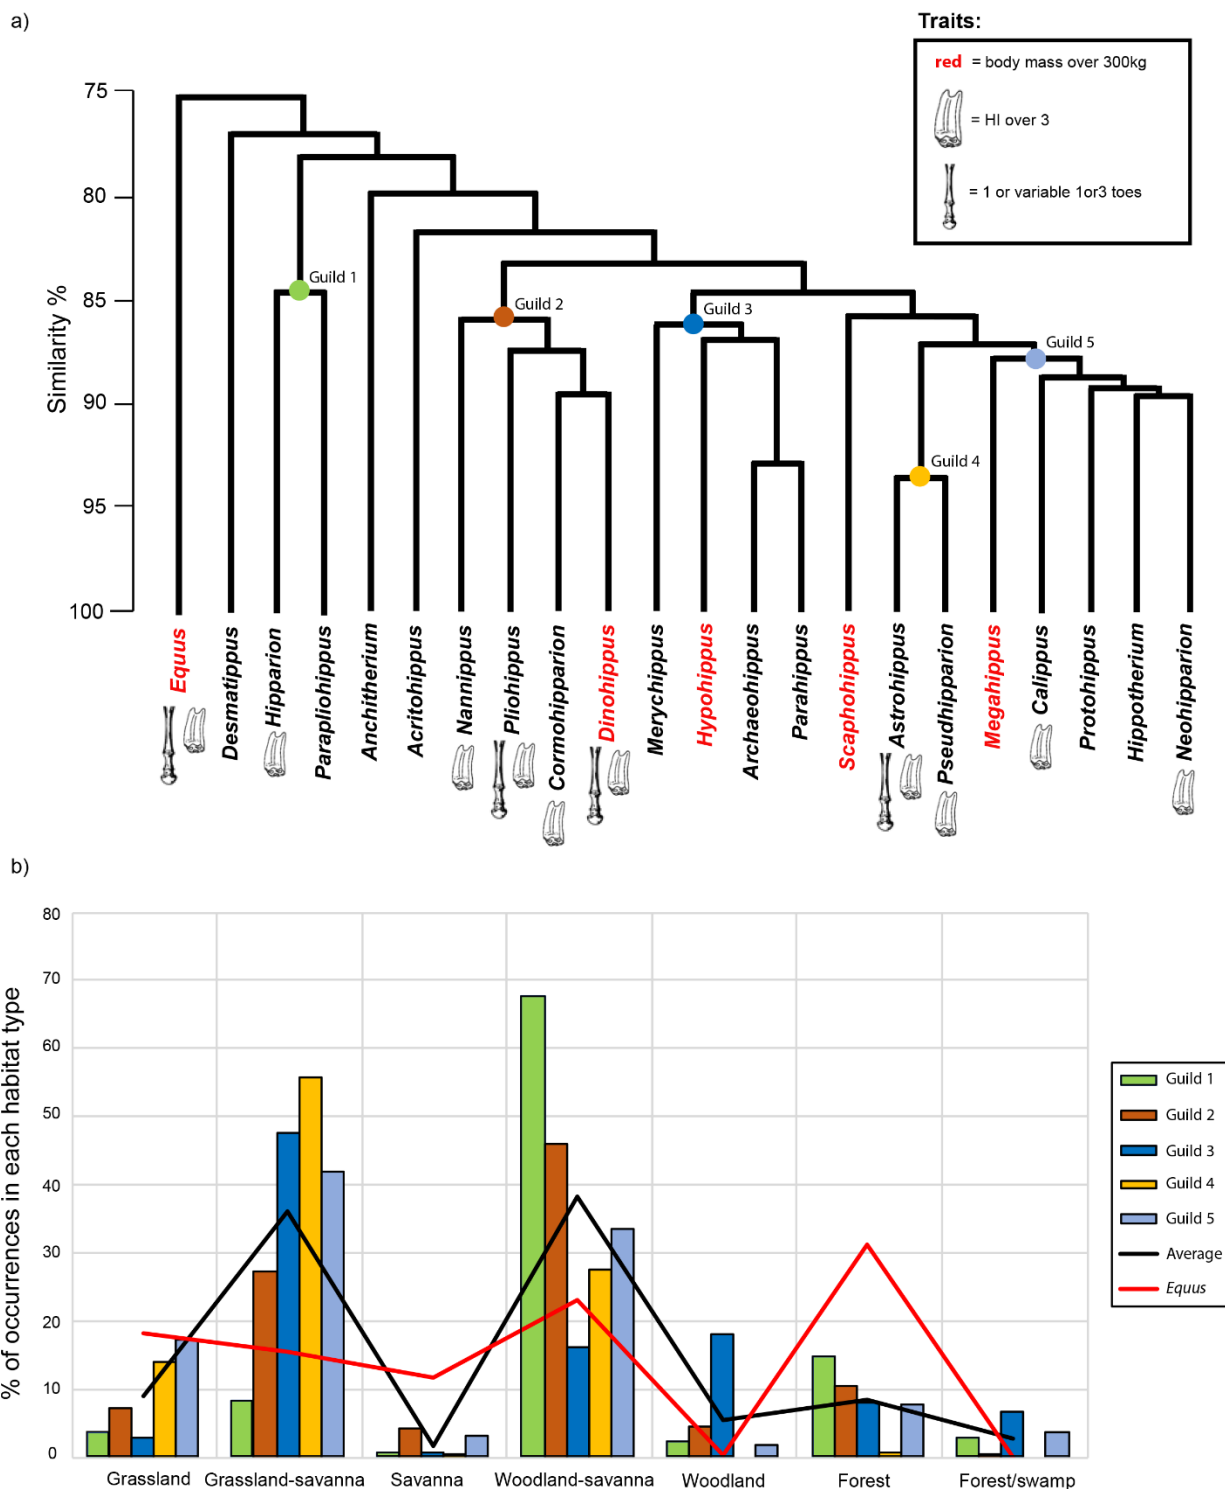 a)
Traits:
red = body mass over 300kg
= HI over 3
= 1 or variable 1or3 toes
Similarity %
75
80
85
90
95
100
Guild 1
Guild 2
Guild 3
Guild 4
Guild 5
Equus
Desmatippus
Hipparion
Parapliohippus
Anchitherium
Acritohippus
Nannippus
Pliohippus
Cormohipparion
Dinohippus
Merychippus
Hypohippus
Archaeohippus
Parahippus
Scaphohippus
Astrohippus
Pseudhipparion
Megahippus
Calippus
Protohippus
Hippotherium
Neohipparion
b)
% of occurrences in each habitat type
80
70
60
50
40
30
20
10
0
Grassland
Grassland-savanna
Savanna
Woodland-savanna
Woodland
Forest
Forest/swamp
Guild 1
Guild 2
Guild 3
Guild 4
Guild 5
Average
Equus